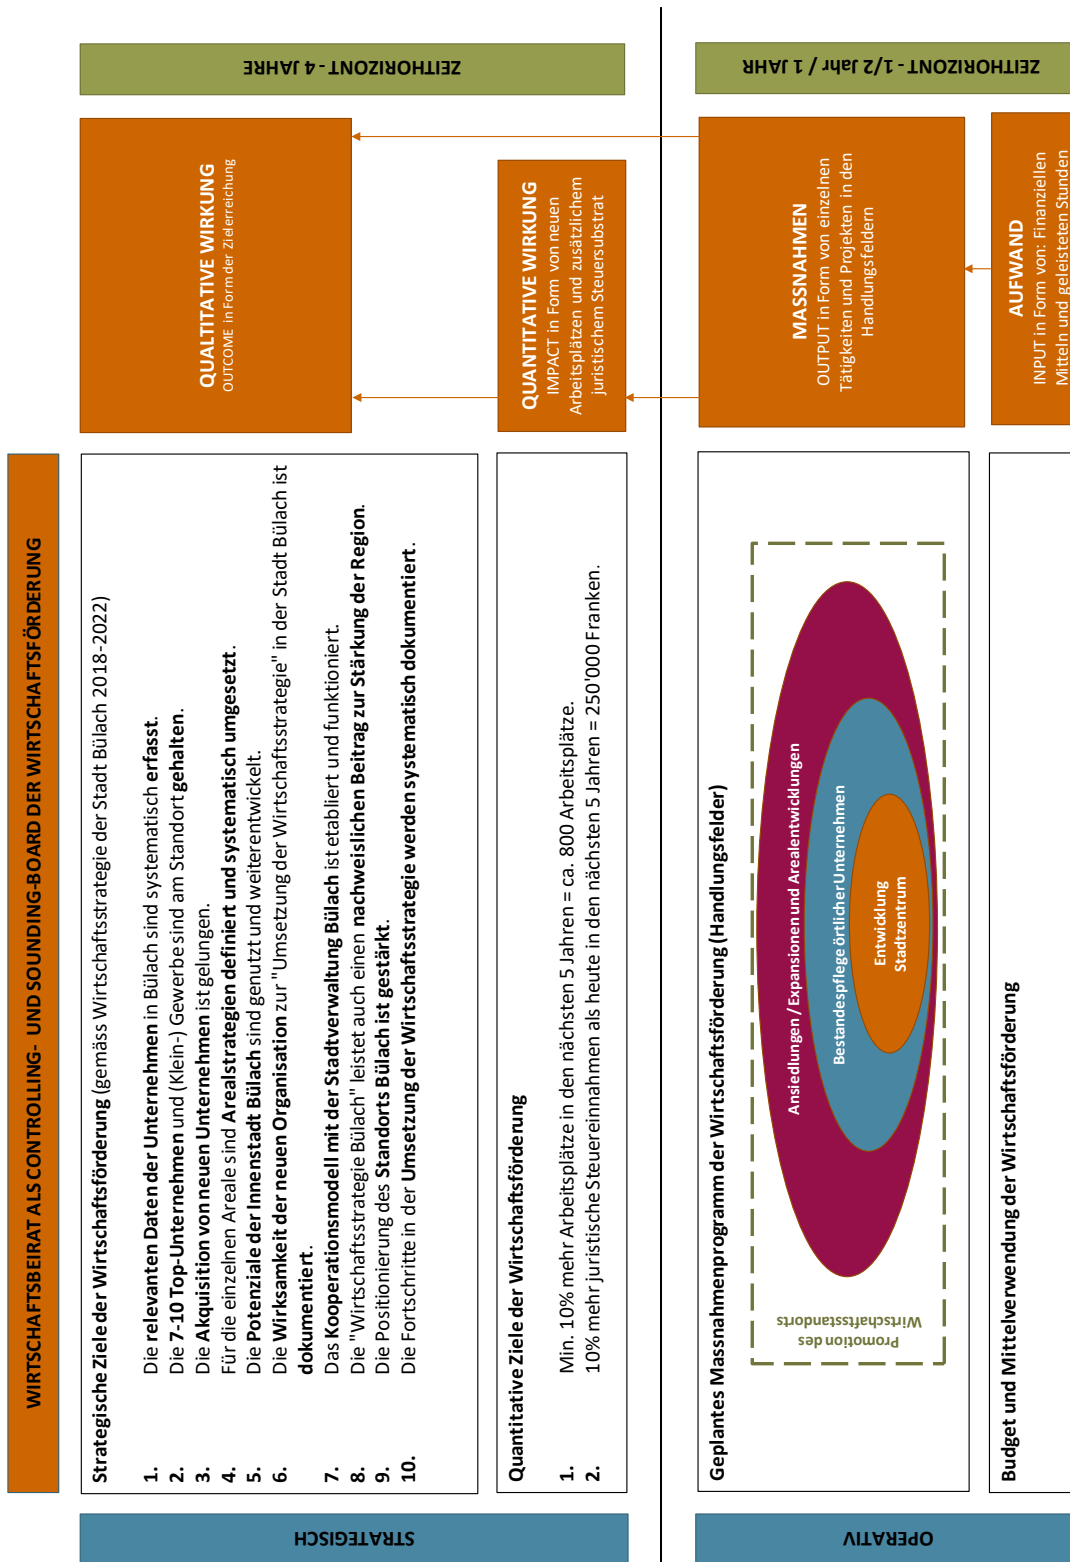 WIRTSCHAFTSBEIRAT ALS CONTROLLING- UND SOUNDING-BOARD DER WIRTSCHAFTSFÖRDERUNG
STRATEGISCH
Strategische Ziele der Wirtschaftsförderung (gemäss Wirtschaftsstrategie der Stadt Bülach 2018-2022)
1. Die relevanten Daten der Unternehmen in Bülach sind systematisch erfasst.
2. Die 7-10 Top-Unternehmen und (Klein-) Gewerbe sind am Standort gehalten.
3. Die Akquisition von neuen Unternehmen ist gelungen.
4. Für die einzelnen Areale sind Arealstrategien definiert und systematisch umgesetzt.
5. Die Potenziale der Innenstadt Bülach sind genutzt und weiterentwickelt.
6. Die Wirksamkeit der neuen Organisation zur "Umsetzung der Wirtschaftsstrategie" in der Stadt Bülach ist
dokumentiert.
7. Das Kooperationsmodell mit der Stadtverwaltung Bülach ist etabliert und funktioniert.
8. Die "Wirtschaftsstrategie Bülach" leistet auch einen nachweislichen Beitrag zur Stärkung der Region.
9. Die Positionierung des Standorts Bülach ist gestärkt.
10. Die Fortschritte in der Umsetzung der Wirtschaftsstrategie werden systematisch dokumentiert.
QUALTITATIVE WIRKUNG
OUTCOME in Form der Zielerreichung
ZEITHORIZONT - 4 JAHRE
Quantitative Ziele der Wirtschaftsförderung
1. Min. 10% mehr Arbeitsplätze in den nächsten 5 Jahren = ca. 800 Arbeitsplätze.
2. 10% mehr juristische Steuereinnahmen als heute in den nächsten 5 Jahren = 250'000 Franken.
QUANTITATIVE WIRKUNG
IMPACT in Form von neuen
Arbeitsplätzen und zusätzlichem
juristischem Steuersubstrat
OPERATIV
Geplantes Massnahmenprogramm der Wirtschaftsförderung (Handlungsfelder)
Promotion des
Wirtschaftsstandorts
Ansiedlungen / Expansionen und Arealentwicklungen
Bestandespflege örtlicher Unternehmen
Entwicklung
Stadtzentrum
MASSNAHMEN
OUTPUT in Form von einzelnen
Tätigkeiten und Projekten in den
Handlungsfeldern
ZEITHORIZONT - 1/2 Jahr / 1 JAHR
Budget und Mittelverwendung der Wirtschaftsförderung
AUFWAND
INPUT in Form von: Finanziellen
Mitteln und geleisteten Stunden